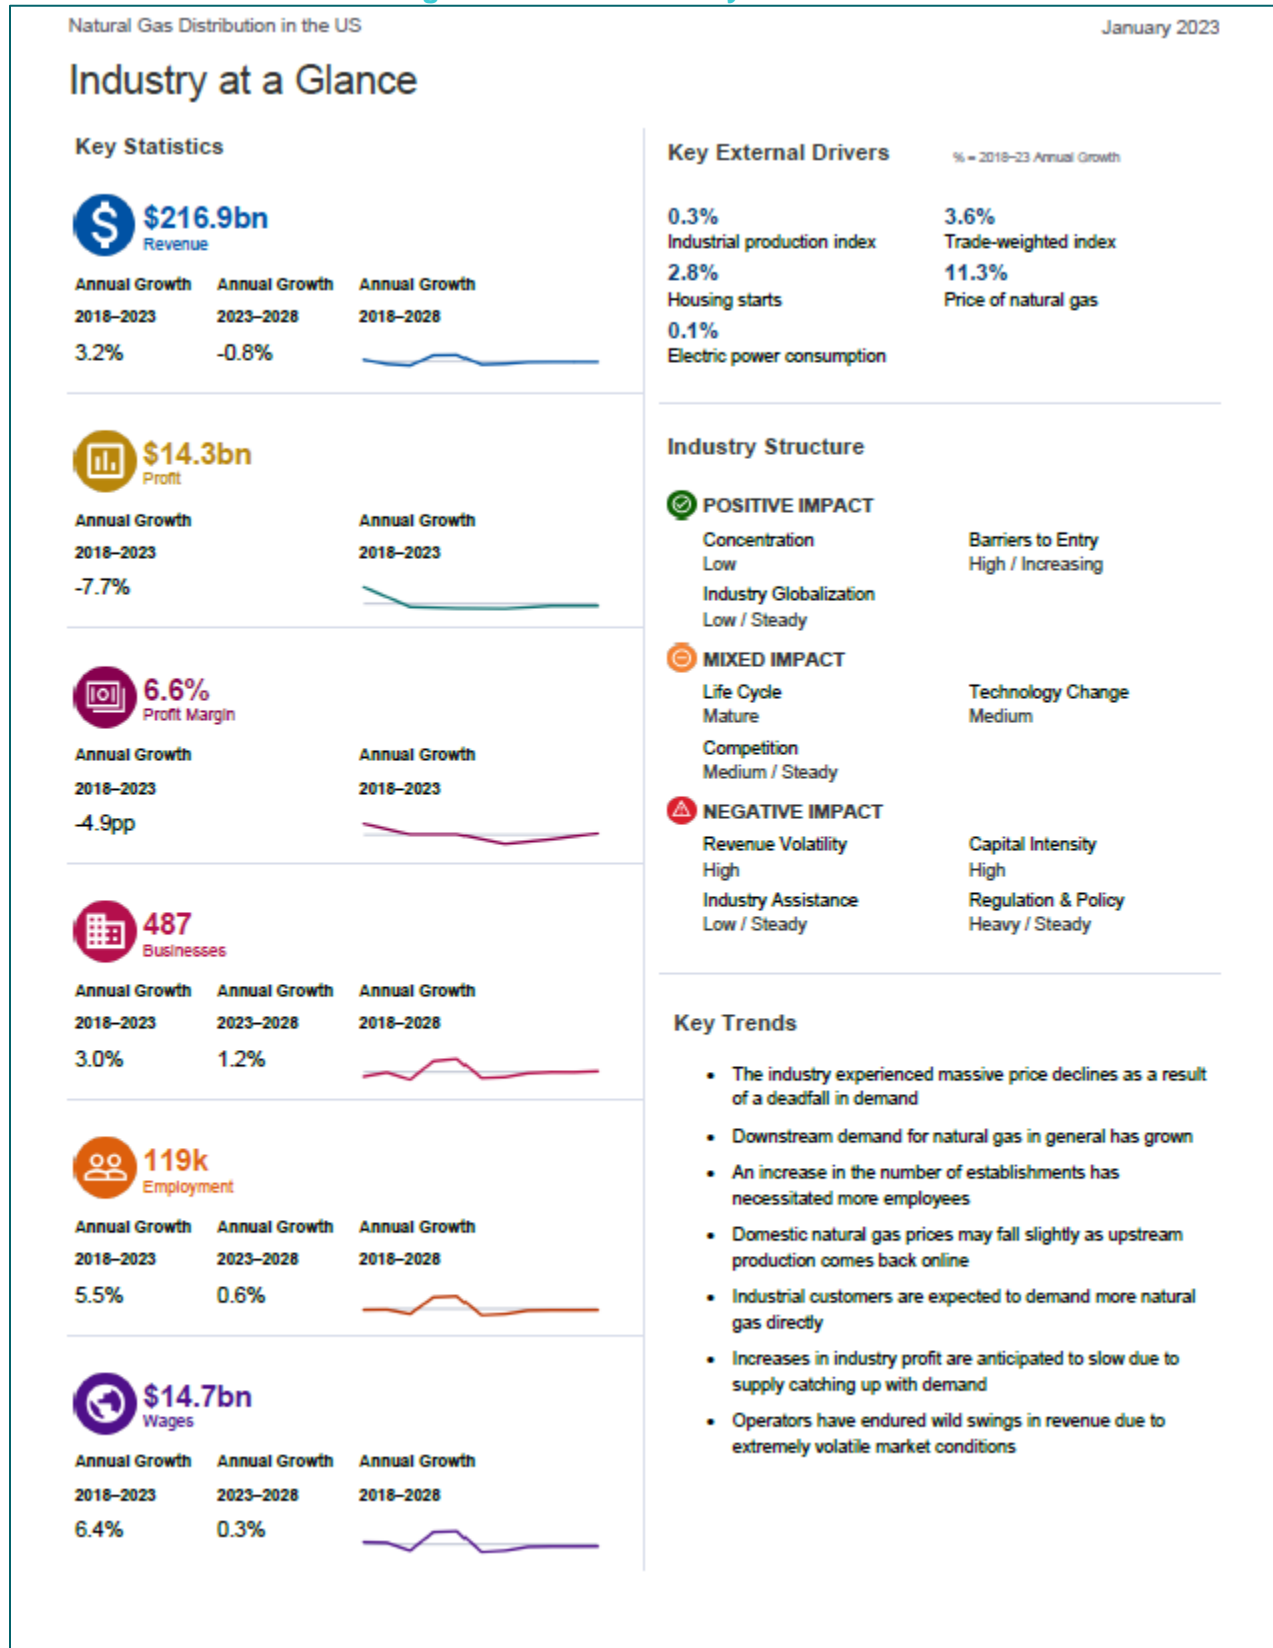 Natural Gas Distribution in the US
January 2023
Industry at a Glance
Key Statistics
$216.9bn
Revenue
Annual Growth Annual Growth Annual Growth
2018–2023 2023–2028 2018–2028
3.2% -0.8%
$14.3bn
Profit
Annual Growth Annual Growth
2018–2023 2018–2023
-7.7%
6.6%
Profit Margin
Annual Growth Annual Growth
2018–2023 2018–2023
-4.9pp
487
Businesses
Annual Growth Annual Growth Annual Growth
2018–2023 2023–2028 2018–2028
3.0% 1.2%
119k
Employment
Annual Growth Annual Growth Annual Growth
2018–2023 2023–2028 2018–2028
5.5% 0.6%
$14.7bn
Wages
Annual Growth Annual Growth Annual Growth
2018–2023 2023–2028 2018–2028
6.4% 0.3%
Key External Drivers % = 2018–23 Annual Growth
0.3% 3.6%
Industrial production index Trade-weighted index
2.8% 11.3%
Housing starts Price of natural gas
0.1%
Electric power consumption
Industry Structure
POSITIVE IMPACT
Concentration Barriers to Entry
Low High / Increasing
Industry Globalization
Low / Steady
MIXED IMPACT
Life Cycle Technology Change
Mature Medium
Competition
Medium / Steady
NEGATIVE IMPACT
Revenue Volatility Capital Intensity
High High
Industry Assistance Regulation & Policy
Low / Steady Heavy / Steady
Key Trends
• The industry experienced massive price declines as a result
of a deadfall in demand
• Downstream demand for natural gas in general has grown
• An increase in the number of establishments has
necessitated more employees
• Domestic natural gas prices may fall slightly as upstream
production comes back online
• Industrial customers are expected to demand more natural
gas directly
• Increases in industry profit are anticipated to slow due to
supply catching up with demand
• Operators have endured wild swings in revenue due to
extremely volatile market conditions